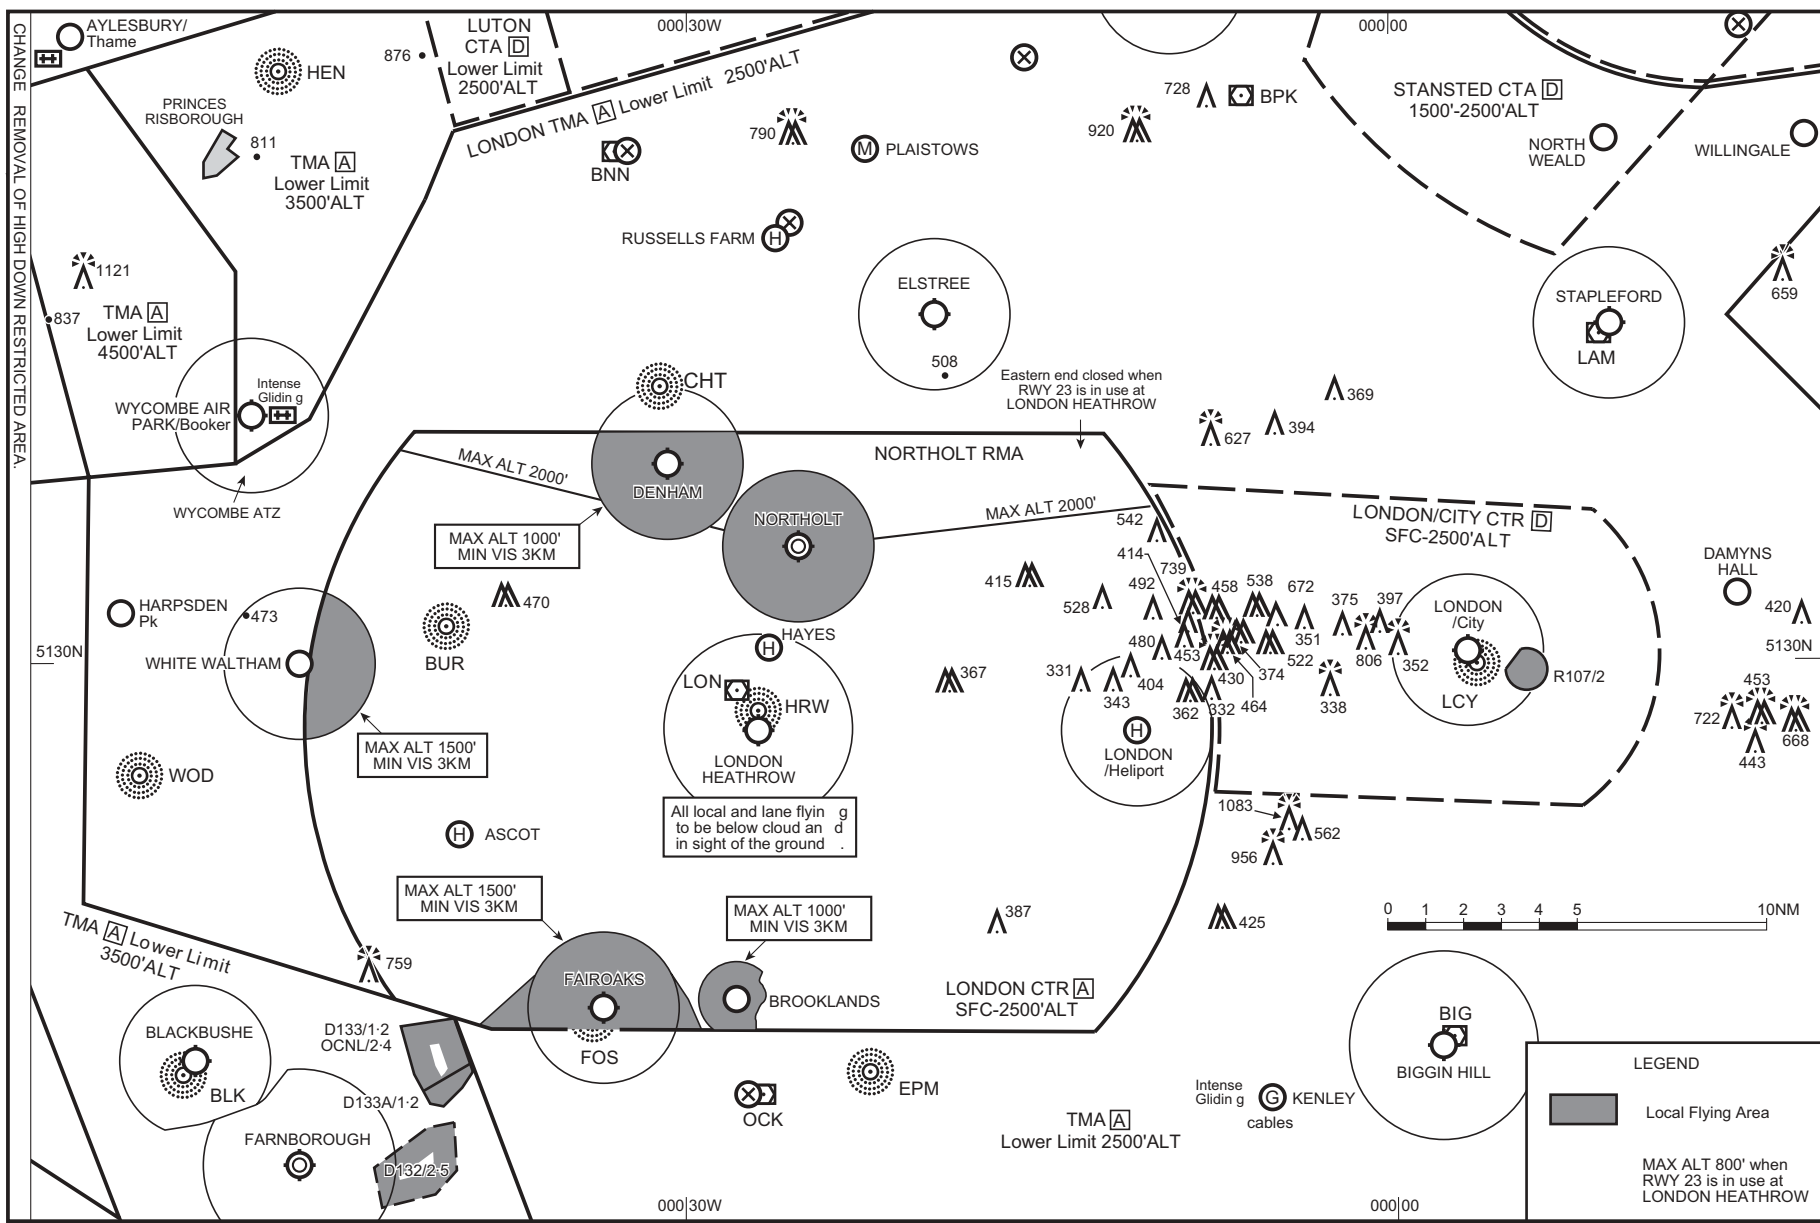 CHANGE REMOVAL OF HIGH DOWN RESTRICTED AREA.
AYLESBURY/
Thame
HEN
876
LUTON
CTA D
Lower Limit
2500'ALT
000 30W
000 00
LONDON TMA A Lower Limit 2500'ALT
PRINCES
RISBOROUGH
811
TMA A
Lower Limit
3500'ALT
BNN
790
M
PLAISTOWS
920
728
BPK
STANSTED CTA D
1500'-2500'ALT
NORTH
WEALD
WILLINGALE
RUSSELLS FARM
H
1121
837
TMA A
Lower Limit
4500'ALT
ELSTREE
508
STAPLEFORD
LAM
659
Intense
Glidin g
WYCOMBE AIR
PARK/Booker
WYCOMBE ATZ
CHT
Eastern end closed when
RWY 23 is in use at
LONDON HEATHROW
369
394
627
MAX ALT 2000'
NORTHOLT RMA
DENHAM
NORTHOLT
MAX ALT 2000'
MAX ALT 1000'
MIN VIS 3KM
LONDON/CITY CTR D
SFC-2500'ALT
DAMYNS
HALL
420
542
414
739
492
458
538
672
375
397
415
528
470
HARPSDEN
Pk
473
BUR
HAYES
H
LONDON
/City
5130N
5130N
WHITE WALTHAM
480
453
351
522
806
352
374
430
464
331
404
343
362
332
338
367
LON
HRW
LONDON
HEATHROW
LCY
R107/2
453
722
668
443
H
LONDON
/Heliport
MAX ALT 1500'
MIN VIS 3KM
WOD
H
ASCOT
All local and lane flyin g
to be below cloud an d
in sight of the ground .
1083
562
956
MAX ALT 1500'
MIN VIS 3KM
MAX ALT 1000'
MIN VIS 3KM
387
425
0 1 2 3 4 5 10NM
TMA A Lower Limit
3500'ALT
759
FAIROAKS
BROOKLANDS
LONDON CTR A
SFC-2500'ALT
BLACKBUSHE
BLK
D133/1·2
OCNL/2·4
FOS
D133A/1·2
EPM
OCK
BIG
BIGGIN HILL
Intense
Glidin g
G
KENLEY
cables
TMA A
Lower Limit 2500'ALT
FARNBOROUGH
D132/2·5
LEGEND
Local Flying Area
MAX ALT 800' when
RWY 23 is in use at
LONDON HEATHROW
000 30W
000 00